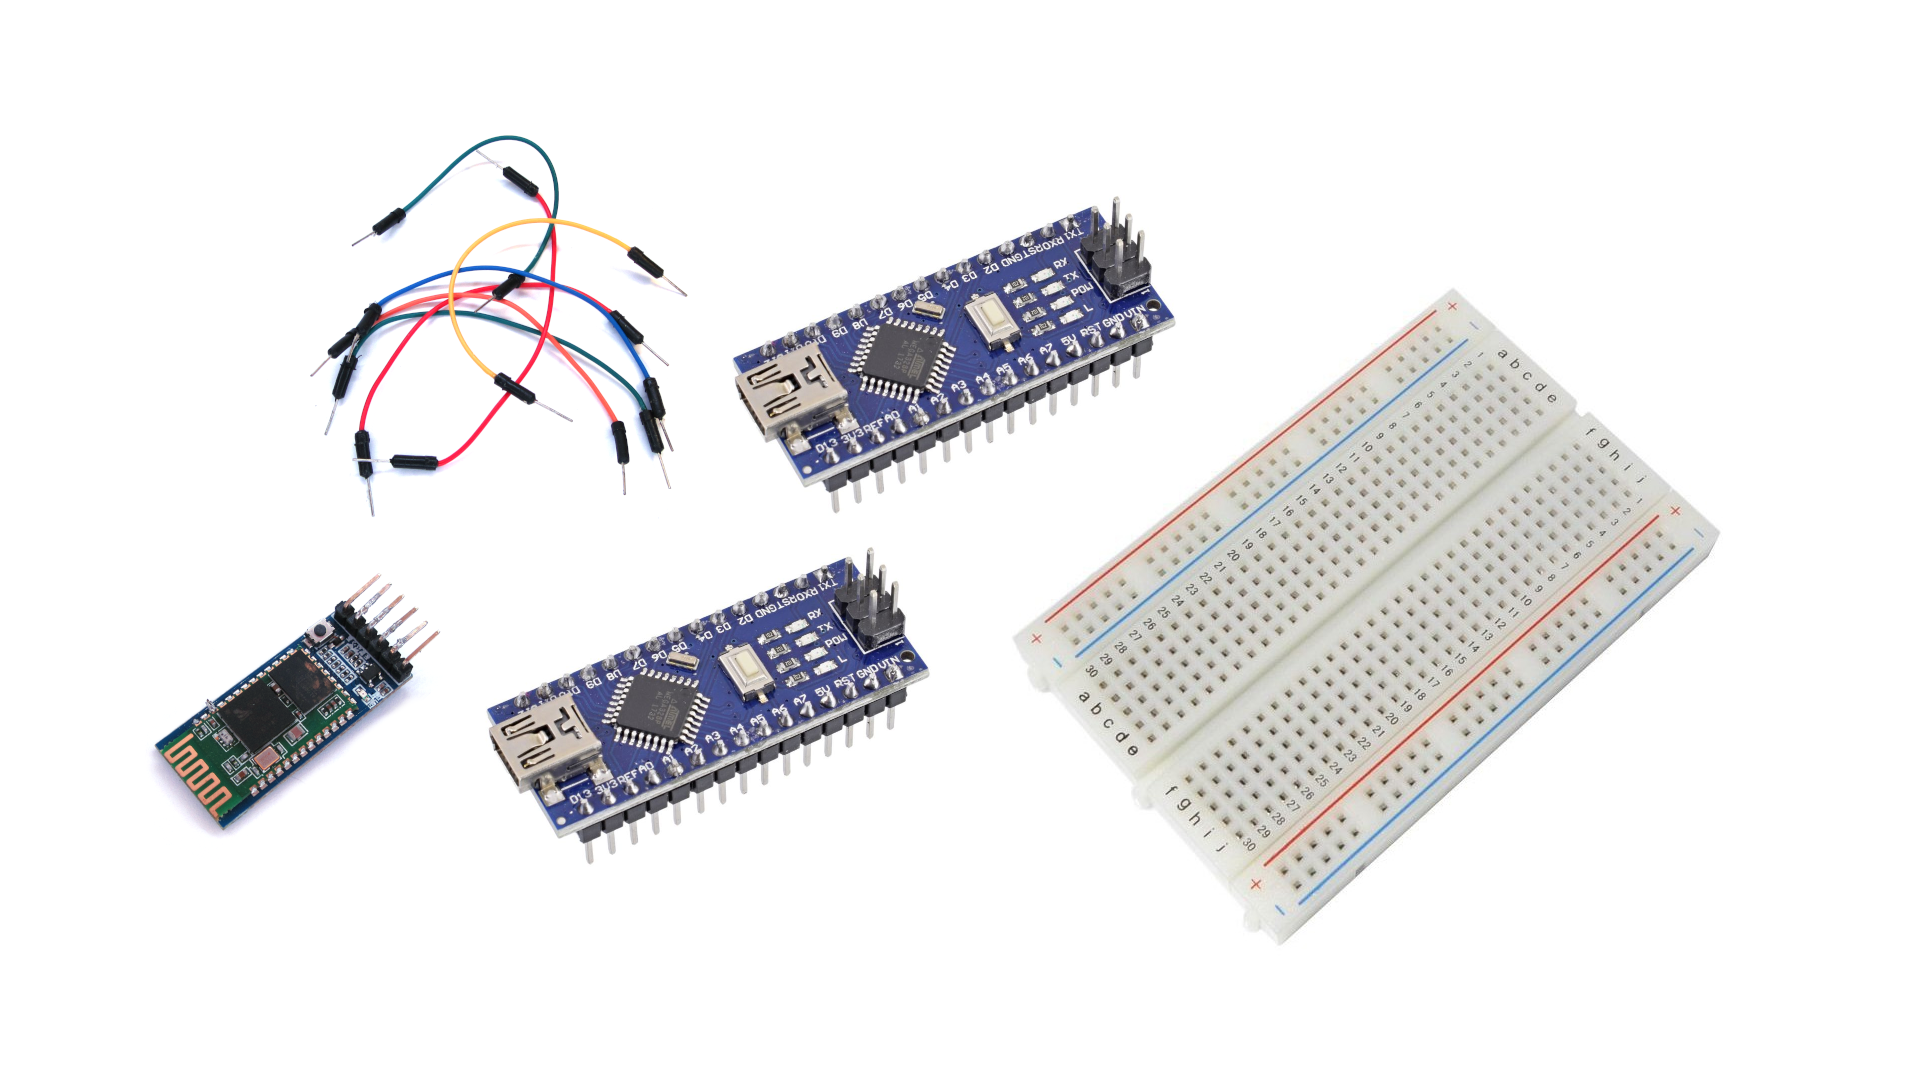 TX1 RX0 RST GND D2 D3 D4 D5 D6 D7 D8 D9
RX
TX
POW
L
D13 3V3 REF A0 A1 A2 A3 A4 A5 A6 A7 5V RST GND VIN
TX1 RX0 RST GND D2 D3 D4 D5 D6 D7 D8 D9
RX
TX
POW
L
D13 3V3 REF A0 A1 A2 A3 A4 A5 A6 A7 5V RST GND VIN
+ −
a b c d e
f g h i j
+ −
1 2 3 4 5 6 7 8 9 10 11 12 13 14 15 16 17 18 19 20 21 22 23 24 25 26 27 28 29 30
1 2 3 4 5 6 7 8 9 10 11 12 13 14 15 16 17 18 19 20 21 22 23 24 25 26 27 28 29 30
+ −
a b c d e
f g h i j
+ −